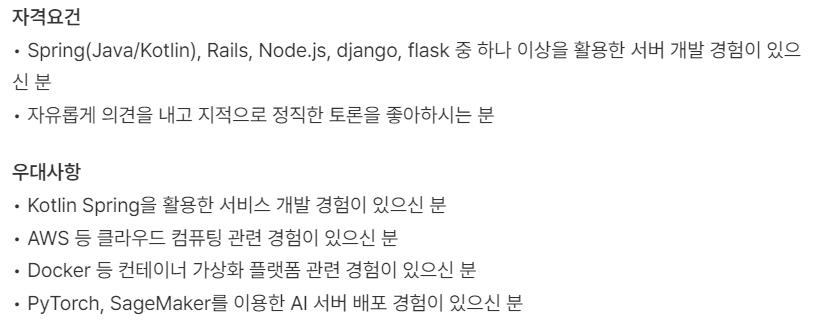 자격요건
• Spring(Java/Kotlin), Rails, Node.js, django, flask 중 하나 이상을 활용한 서버 개발 경험이 있으
신 분
• 자유롭게 의견을 내고 지적으로 정직한 토론을 좋아하시는 분
우대사항
• Kotlin Spring을 활용한 서비스 개발 경험이 있으신 분
• AWS 등 클라우드 컴퓨팅 관련 경험이 있으신 분
• Docker 등 컨테이너 가상화 플랫폼 관련 경험이 있으신 분
• PyTorch, SageMaker를 이용한 AI 서버 배포 경험이 있으신 분